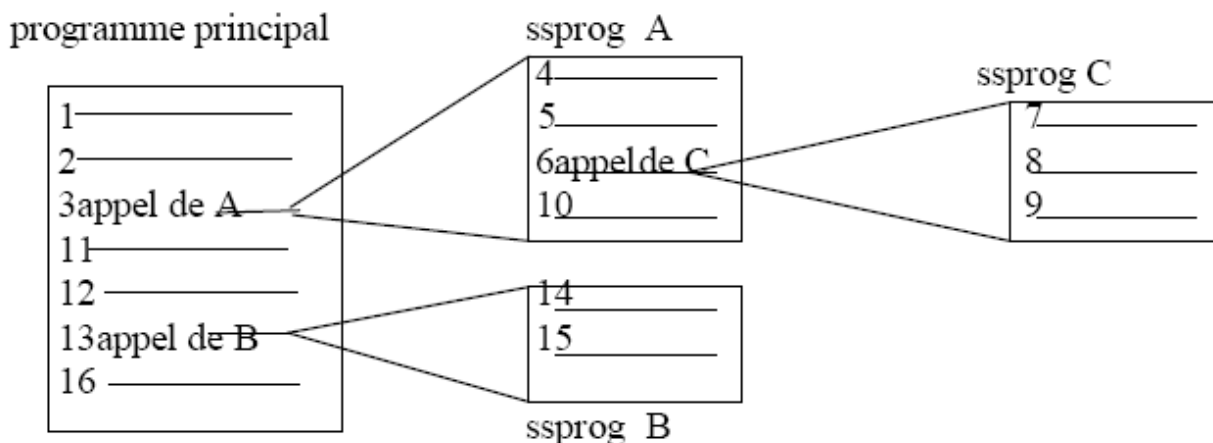 programme principal
1
2
3appel de A
11
12
13appel de B
16
ssprog A
4
5
6appel de C
10
ssprog C
7
8
9
14
15
ssprog B